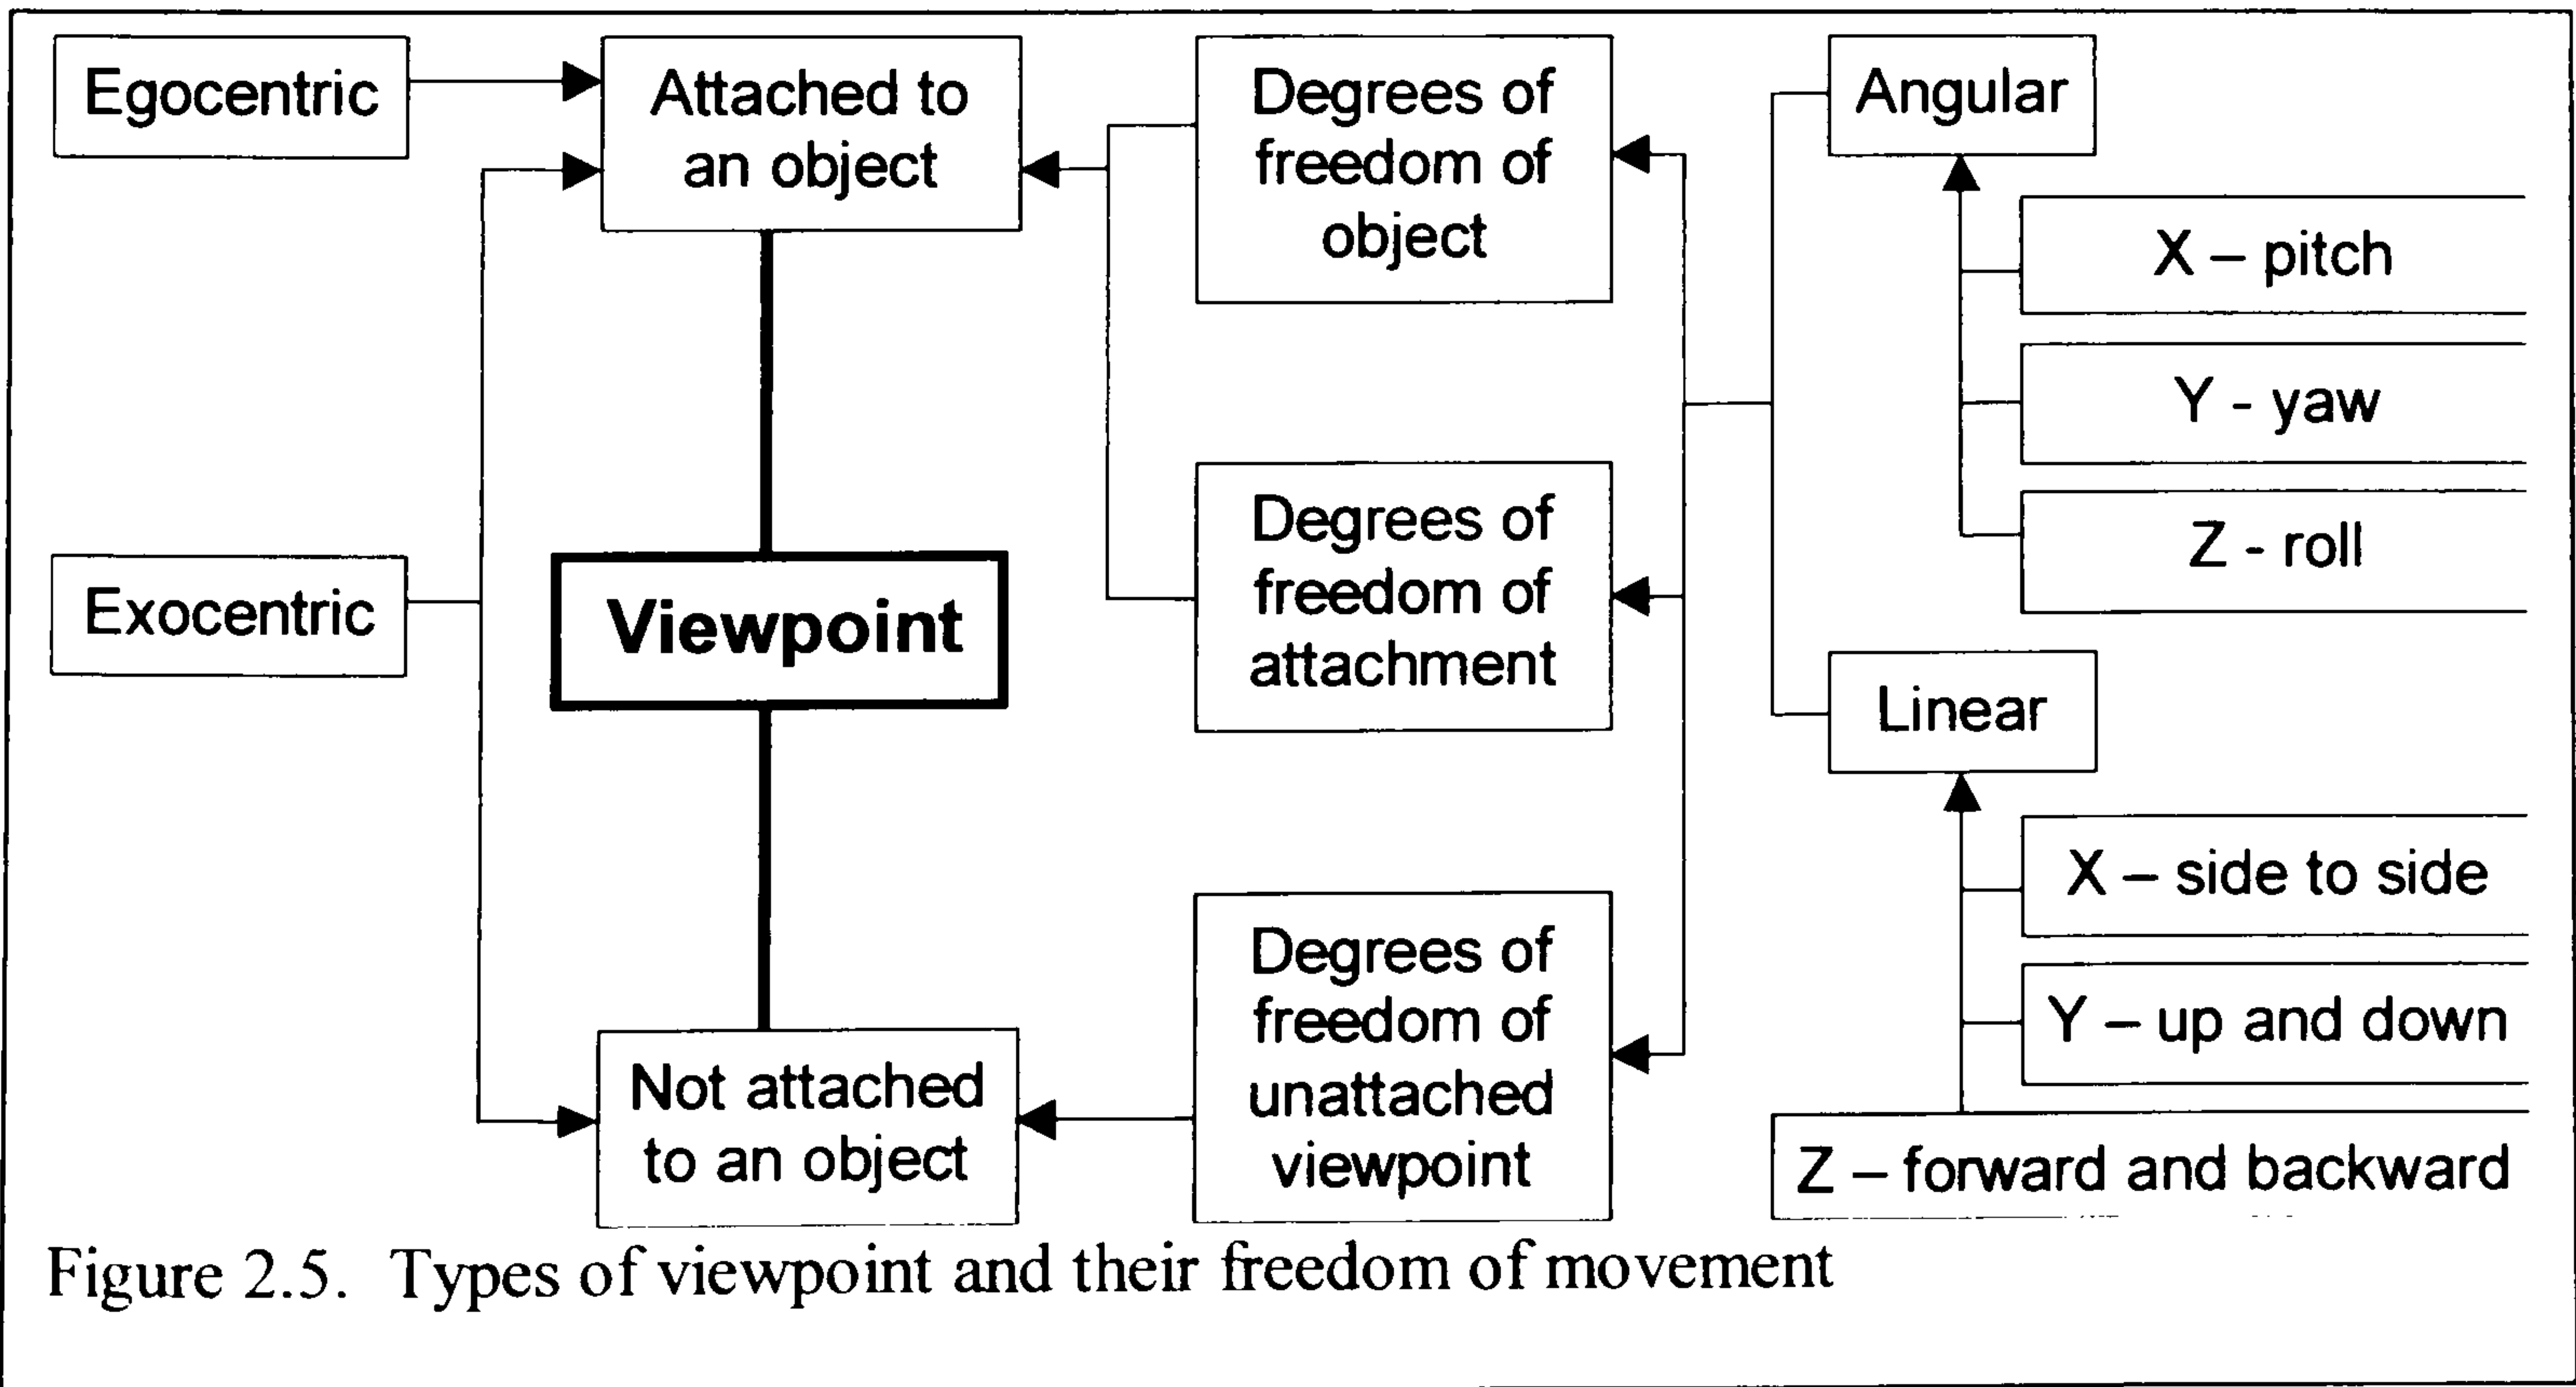 Egocentric
Attached to
an object
Degrees of
freedom of
object
Angular
X – pitch
Y - yaw
Z - roll
Exocentric
Viewpoint
Degrees of
freedom of
attachment
Linear
X – side to side
Y – up and down
Z – forward and backward
Not attached
to an object
Degrees of
freedom of
unattached
viewpoint
Figure 2.5. Types of viewpoint and their freedom of movement